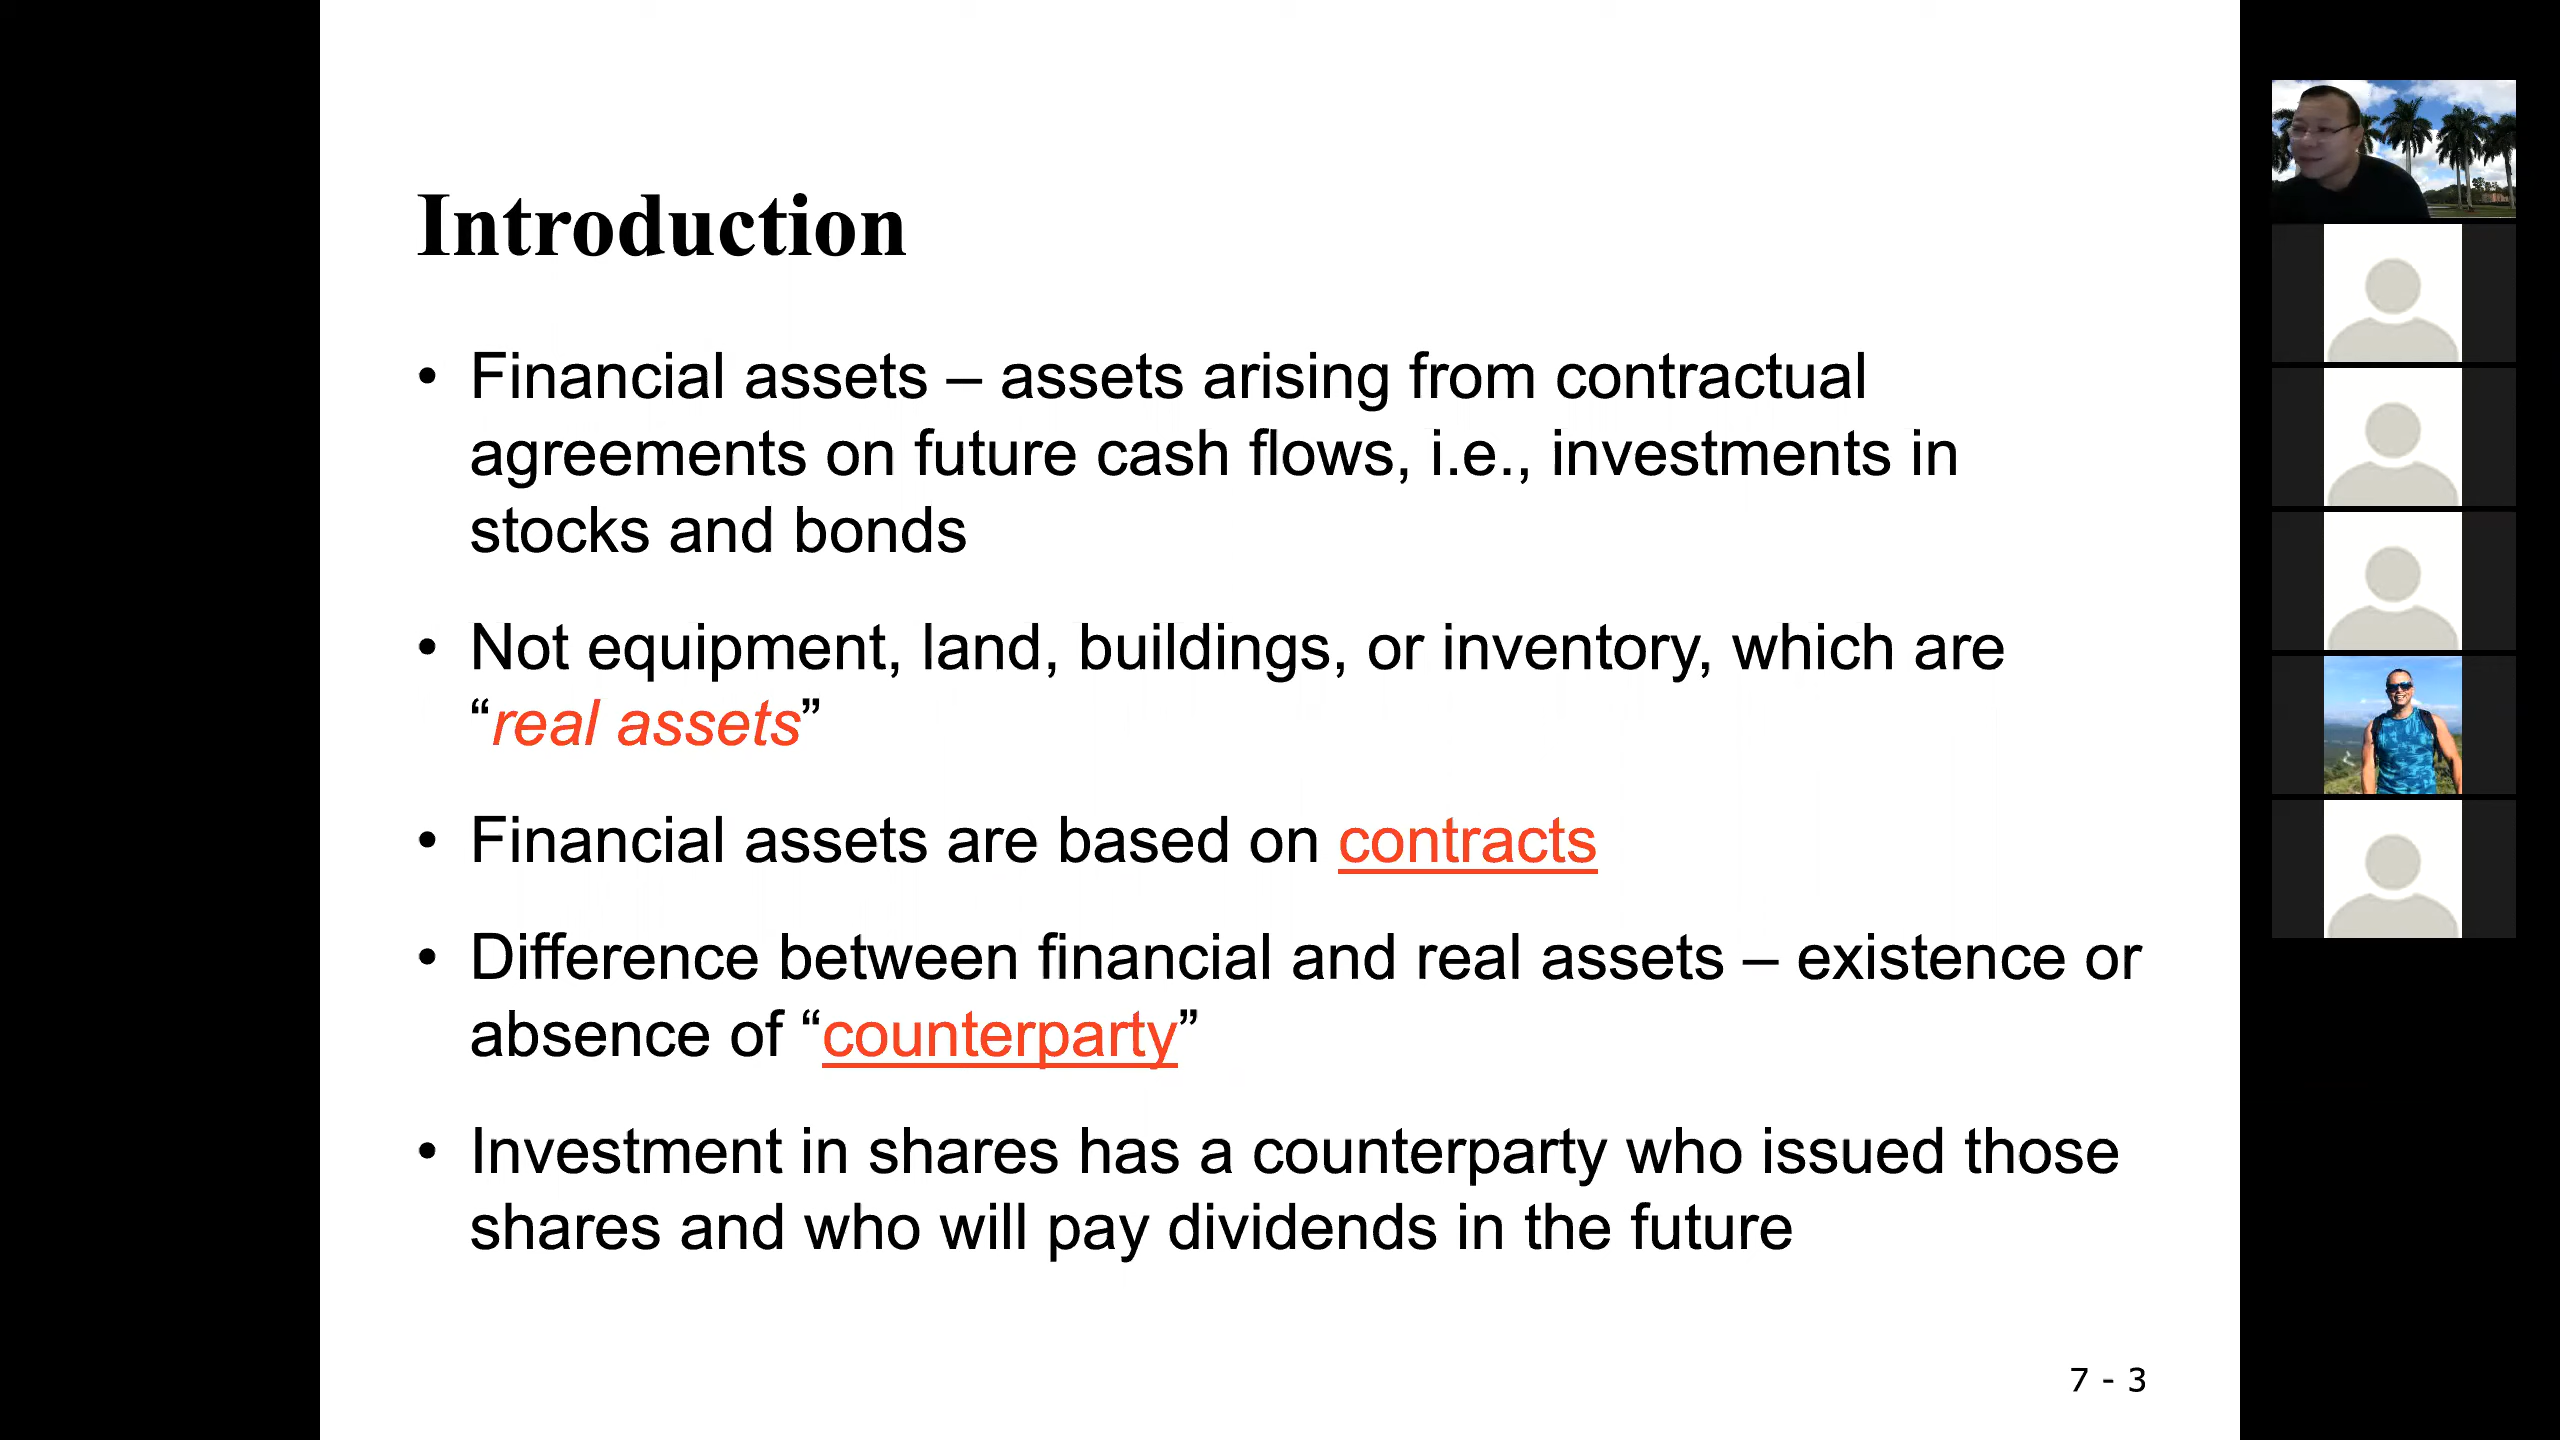 Introduction
• Financial assets – assets arising from contractual
agreements on future cash flows, i.e., investments in
stocks and bonds
• Not equipment, land, buildings, or inventory, which are
“real assets”
• Financial assets are based on contracts
• Difference between financial and real assets – existence or
absence of “counterparty”
• Investment in shares has a counterparty who issued those
shares and who will pay dividends in the future
7 - 3